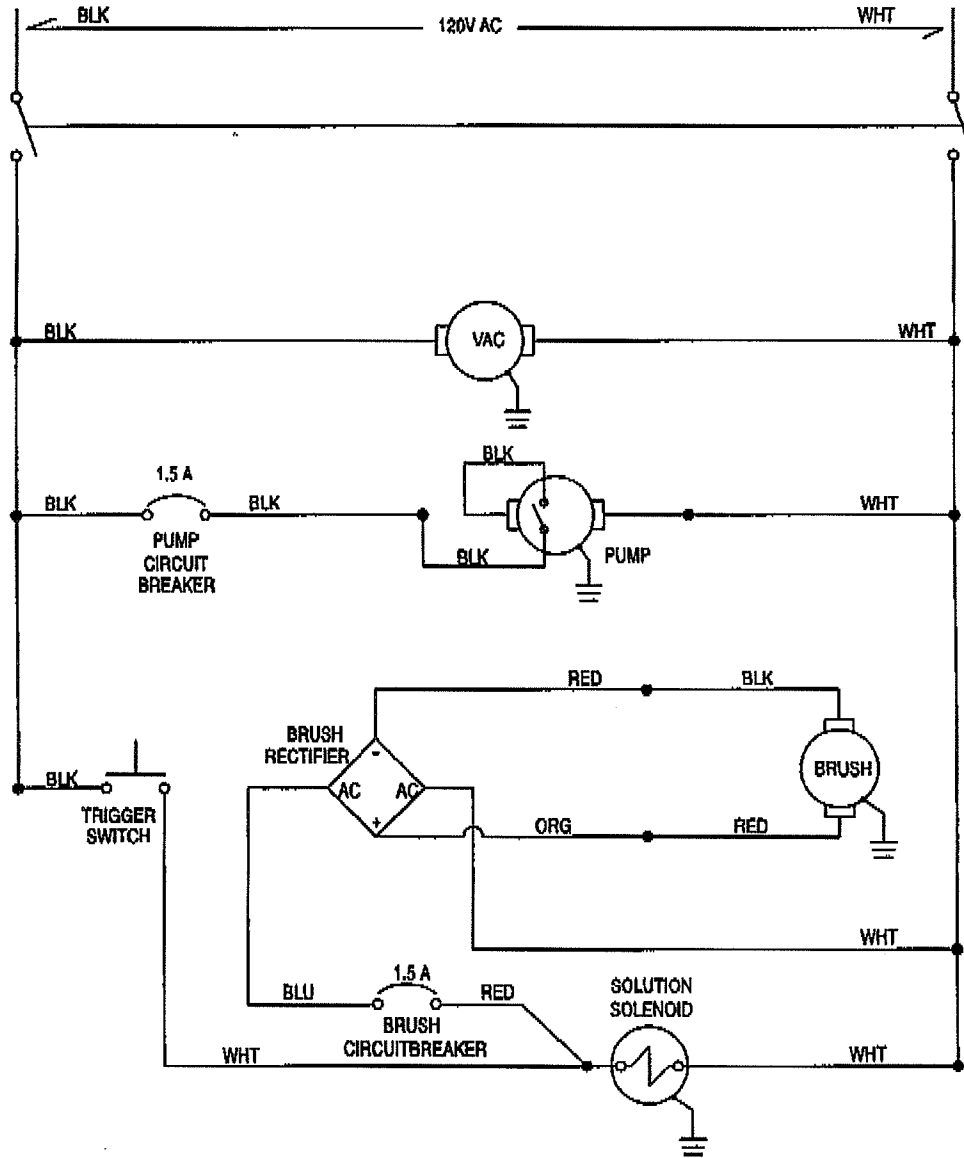 BLK
120V AC
WHT
BLK
VAC
WHT
1.5 A
BLK
BLK
BLK
WHT
PUMP
CIRCUIT
BREAKER
BLK
PUMP
RED
BLK
BRUSH
RECTIFIER
-
BLK
AC
AC
BRUSH
TRIGGER
SWITCH
+
ORG
RED
WHT
1.5 A
BLU
RED
SOLUTION
SOLENOID
BRUSH
CIRCUITBREAKER
WHT
WHT